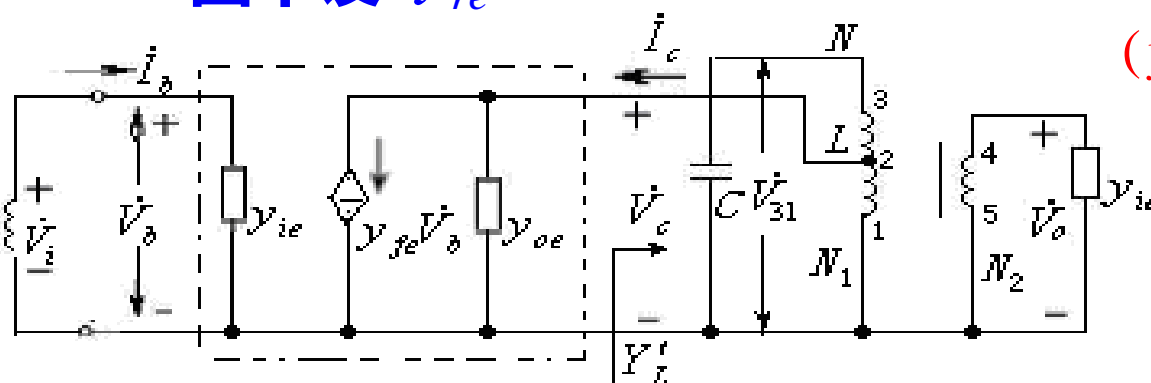 (
İ_b
İ_c
N
3
+
+
L
2
4
+
+
V̇_i
V̇_b
y_ie
y_fe V̇_b
y_oe
V̇_c
C
V̇_31
1
5
V̇_o
y_ie
N_1
N_2
−
−
−
−
Y'_L